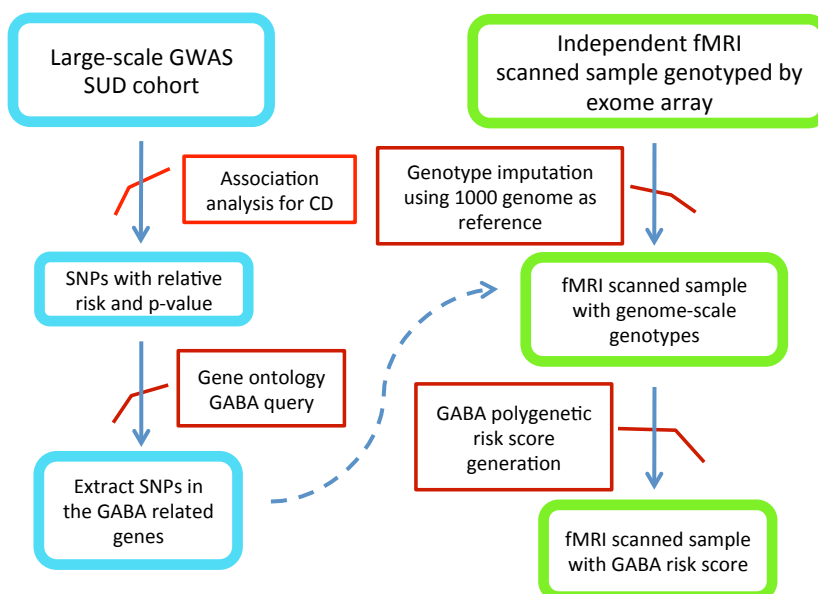 Large-scale GWAS
SUD cohort
Independent fMRI
scanned sample genotyped by
exome array
Association
analysis for CD
Genotype imputation
using 1000 genome as
reference
SNPs with relative
risk and p-value
fMRI scanned sample
with genome-scale
genotypes
Gene ontology
GABA query
GABA polygenetic
risk score
generation
Extract SNPs in
the GABA related
genes
fMRI scanned sample
with GABA risk score